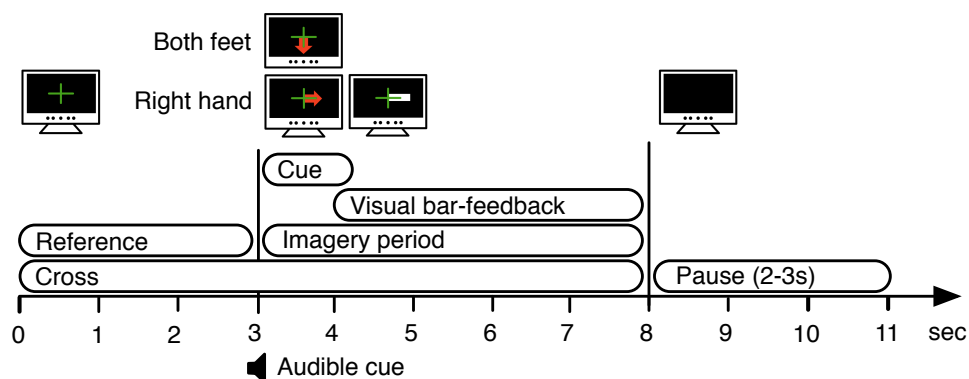 Both feet
Right hand
Cue
Visual bar-feedback
Reference
Imagery period
Cross
Pause (2-3s)
0 1 2 3 4 5 6 7 8 9 10 11 sec
Audible cue